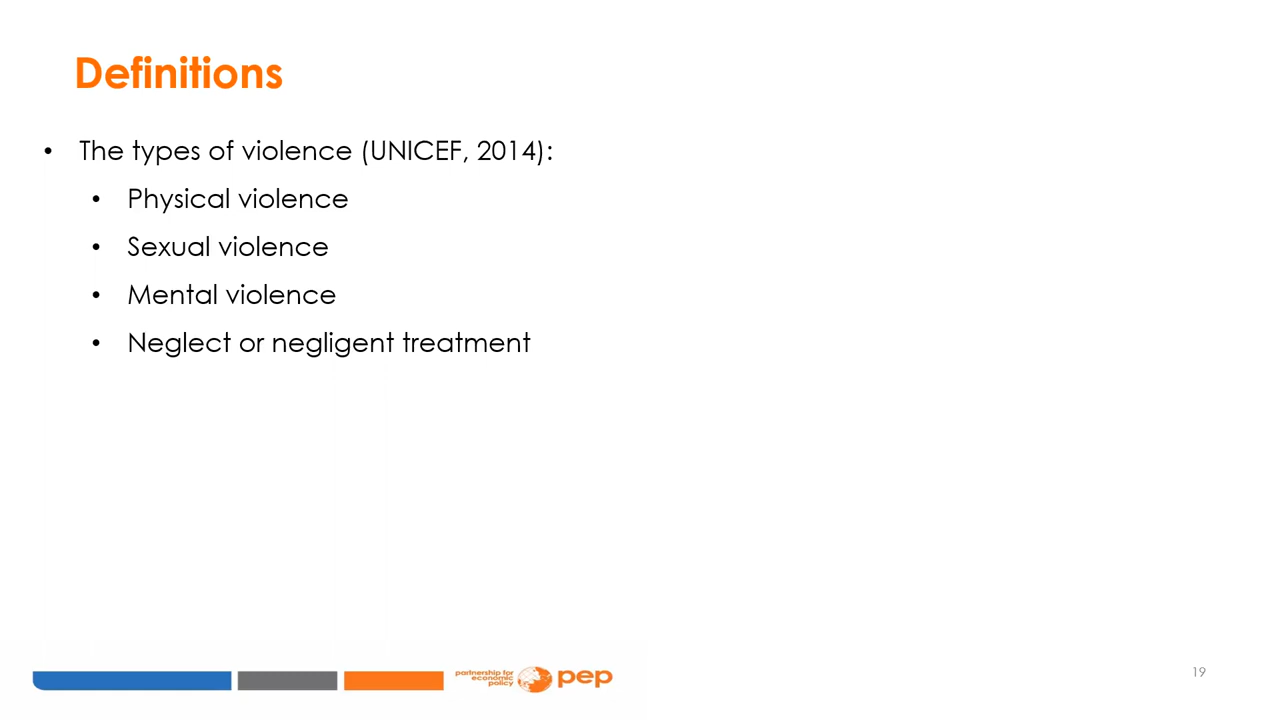 Definitions
• The types of violence (UNICEF, 2014):
• Physical violence
• Sexual violence
• Mental violence
• Neglect or negligent treatment
partnership for
economic
policy
pep
19